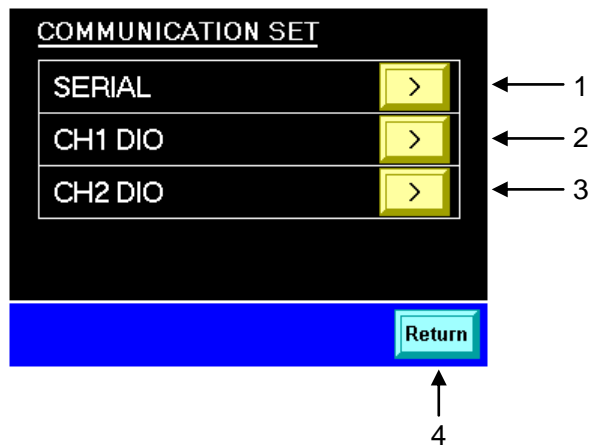 COMMUNICATION SET
SERIAL > 1
CH1 DIO > 2
CH2 DIO > 3
Return
4